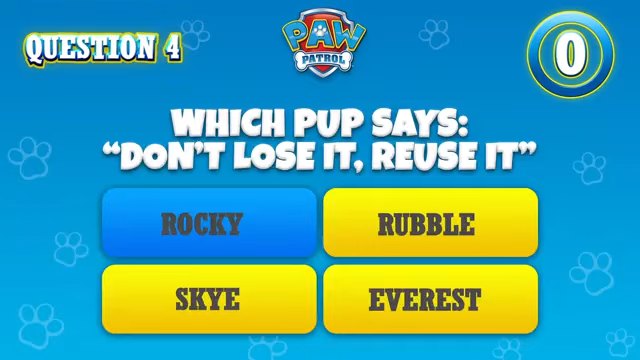 QUESTION 4
PAW
PATROL
0
WHICH PUP SAYS:
“DON’T LOSE IT, REUSE IT”
ROCKY
RUBBLE
SKYE
EVEREST